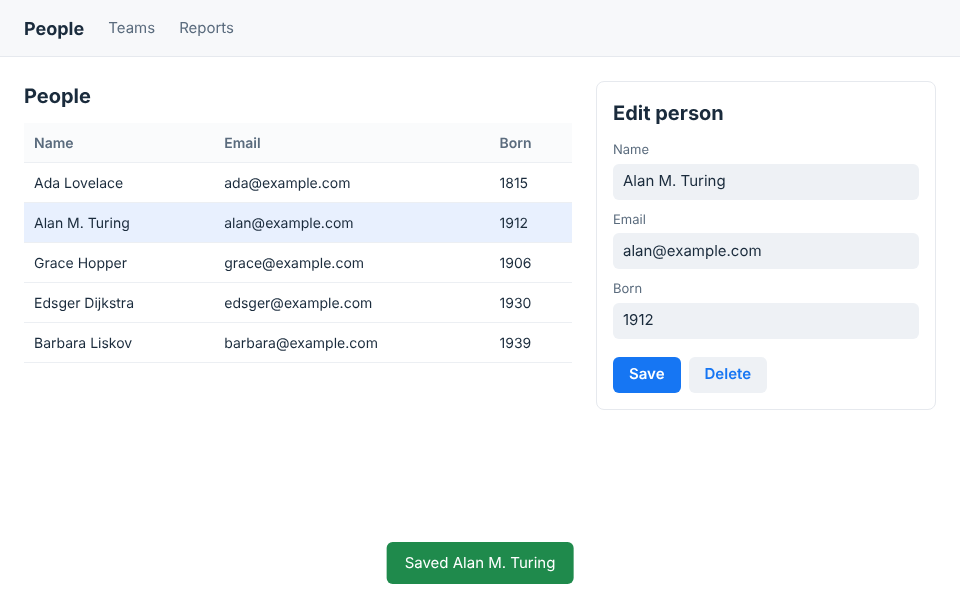 People Teams Reports
People
Name Email Born
Ada Lovelace ada@example.com 1815
Alan M. Turing alan@example.com 1912
Grace Hopper grace@example.com 1906
Edsger Dijkstra edsger@example.com 1930
Barbara Liskov barbara@example.com 1939
Edit person
Name
Alan M. Turing
Email
alan@example.com
Born
1912
Save Delete
Saved Alan M. Turing